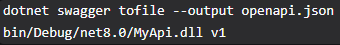 dotnet swagger tofile --output openapi.json
bin/Debug/net8.0/MyApi.dll v1